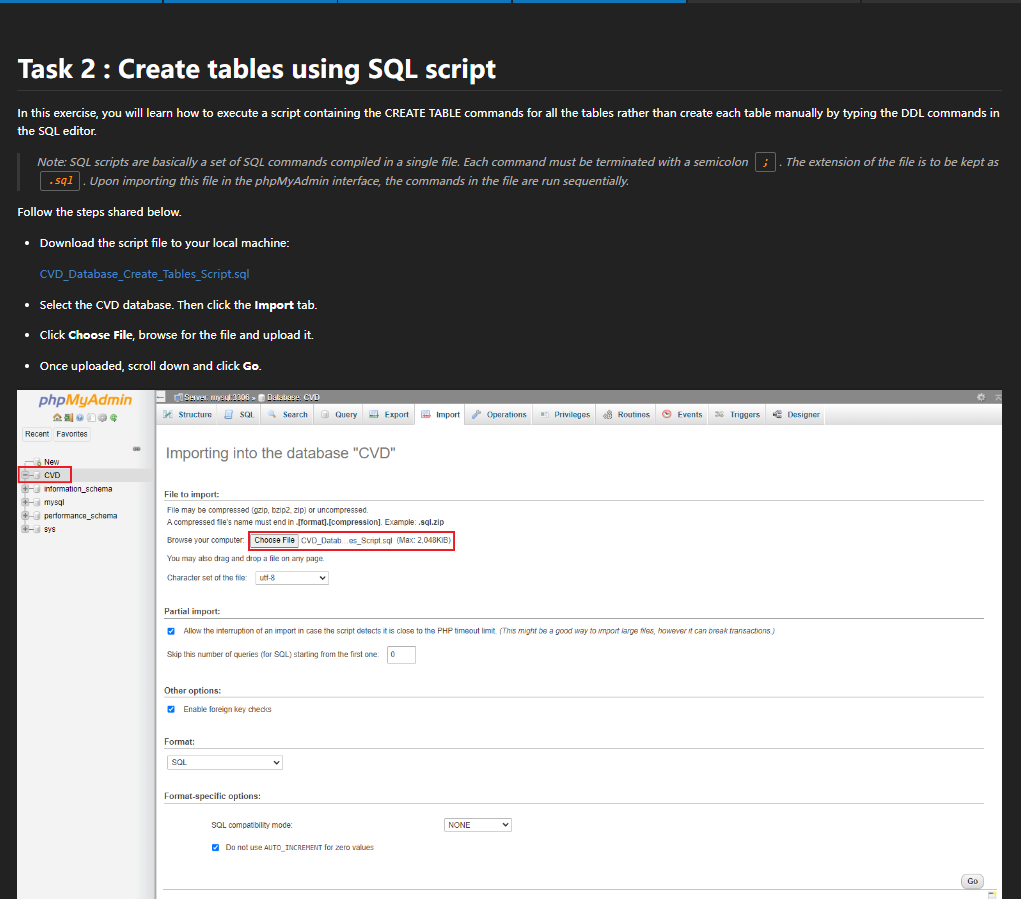 Task 2 : Create tables using SQL script
In this exercise, you will learn how to execute a script containing the CREATE TABLE commands for all the tables rather than create each table manually by typing the DDL commands in
the SQL editor.
Note: SQL scripts are basically a set of SQL commands compiled in a single file. Each command must be terminated with a semicolon ; . The extension of the file is to be kept as
.sql . Upon importing this file in the phpMyAdmin interface, the commands in the file are run sequentially.
Follow the steps shared below.
• Download the script file to your local machine:
CVD_Database_Create_Tables_Script.sql
• Select the CVD database. Then click the Import tab.
• Click Choose File, browse for the file and upload it.
• Once uploaded, scroll down and click Go.
phpMyAdmin
Recent Favorites
New
CVD
information_schema
mysql
performance_schema
sys
Server: mysql:3306 » Database: CVD
Structure SQL Search Query Export Import Operations Privileges Routines Events Triggers Designer
Importing into the database "CVD"
File to import:
File may be compressed (gzip, bzip2, zip) or uncompressed.
A compressed file's name must end in .[format].[compression]. Example: .sql.zip
Browse your computer: Choose File CVD_Datab...es_Script.sql (Max: 2,048KiB)
You may also drag and drop a file on any page.
Character set of the file: utf-8
Partial import:
Allow the interruption of an import in case the script detects it is close to the PHP timeout limit. (This might be a good way to import large files, however it can break transactions.)
Skip this number of queries (for SQL) starting from the first one: 0
Other options:
Enable foreign key checks
Format:
SQL
Format-specific options:
SQL compatibility mode: NONE
Do not use AUTO_INCREMENT for zero values
Go